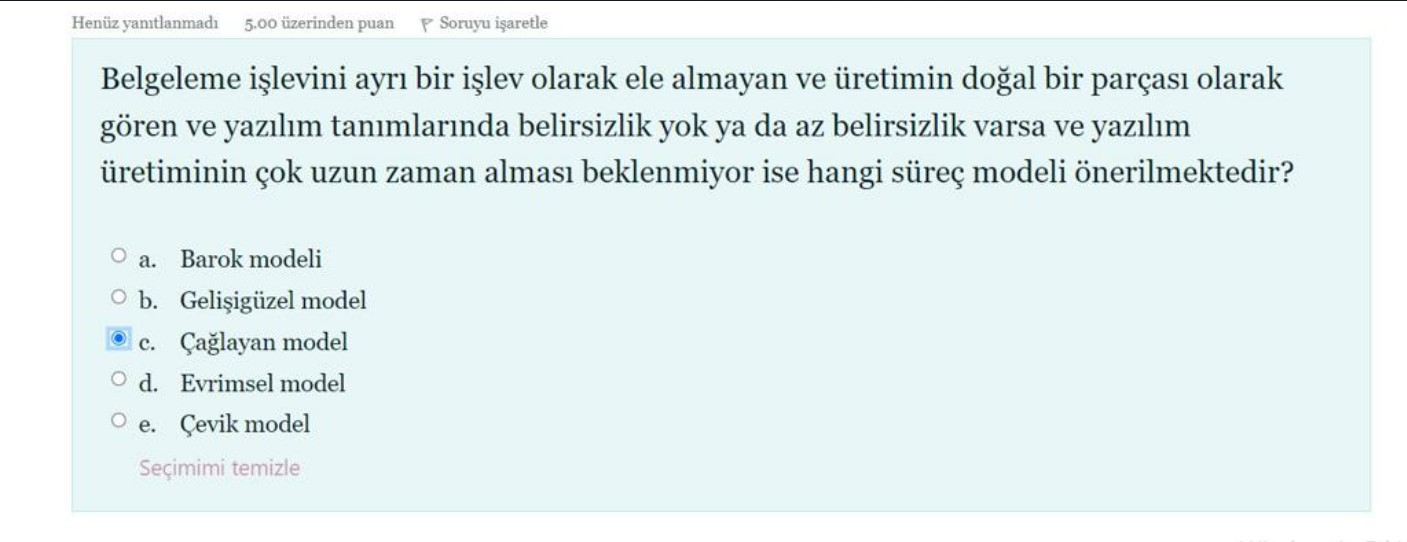 Henüz yanıtlanmadı 5,00 üzerinden puan Soruyu işaretle
Belgeleme işlevini ayrı bir işlev olarak ele almayan ve üretimin doğal bir parçası olarak
gören ve yazılım tanımlarında belirsizlik yok ya da az belirsizlik varsa ve yazılım
üretiminin çok uzun zaman alması beklenmiyor ise hangi süreç modeli önerilmektedir?
a. Barok modeli
b. Gelişigüzel model
c. Çağlayan model
d. Evrimsel model
e. Çevik model
Seçimimi temizle